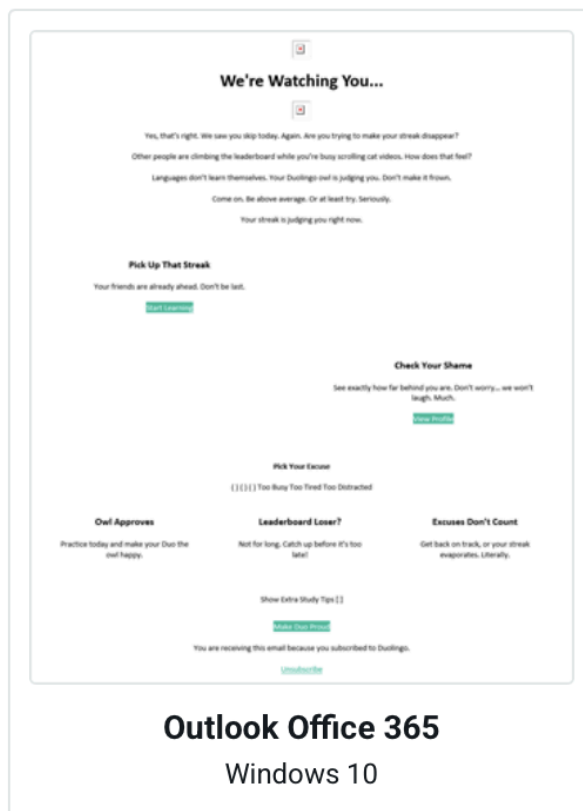 We're Watching You...
Yes, that's right. We saw you skip today. Again. Are you trying to make your streak disappear?
Other people are climbing the leaderboard while you're busy scrolling cat videos. How does that feel?
Languages don't learn themselves. Your Duolingo owl is judging you. Don't make it frown.
Come on. Be above average. Or at least try. Seriously.
Your streak is judging you right now.
Pick Up That Streak
Your friends are already ahead. Don't be last.
Start Learning
Check Your Shame
See exactly how far behind you are. Don't worry... we won't
laugh. Much.
View Profile
Pick Your Excuse
( ) ( ) ( ) Too Busy Too Tired Too Distracted
Owl Approves
Practice today and make your Duo the
owl happy.
Leaderboard Loser?
Not for long. Catch up before it's too
late!
Excuses Don't Count
Get back on track, or your streak
evaporates. Literally.
Show Extra Study Tips [ ]
Make Duo Proud
You are receiving this email because you subscribed to Duolingo.
Unsubscribe
Outlook Office 365
Windows 10